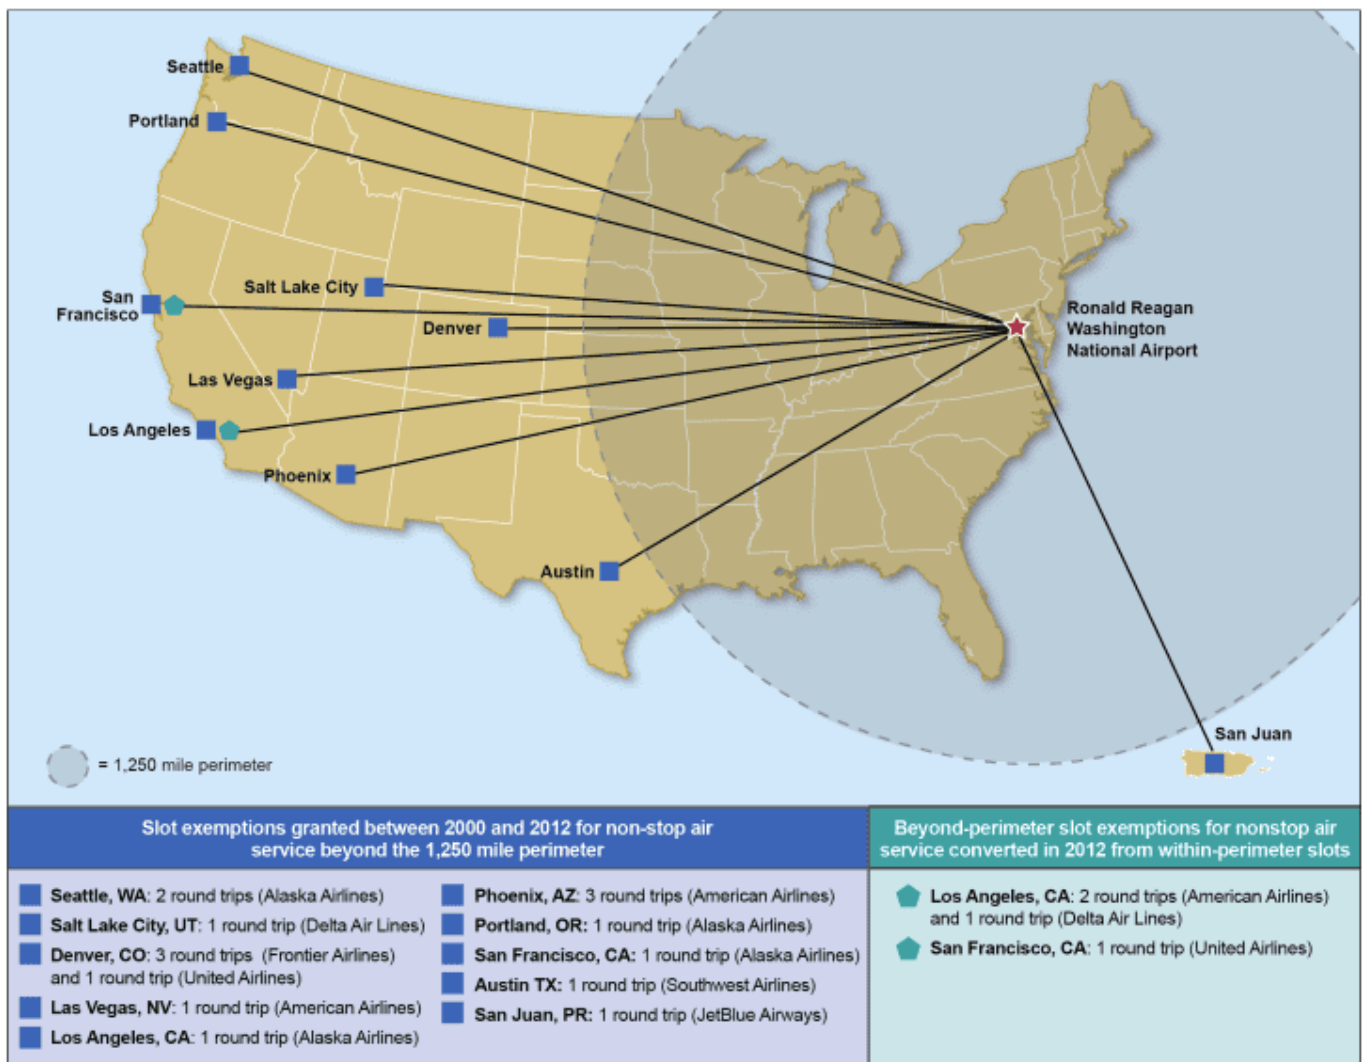 Seattle
Portland
Salt Lake City
San
Francisco
Denver
Ronald Reagan
Washington
National Airport
Las Vegas
Los Angeles
Phoenix
Austin
San Juan
= 1,250 mile perimeter
Slot exemptions granted between 2000 and 2012 for non-stop air
service beyond the 1,250 mile perimeter
Seattle, WA: 2 round trips (Alaska Airlines)
Salt Lake City, UT: 1 round trip (Delta Air Lines)
Denver, CO: 3 round trips (Frontier Airlines)
and 1 round trip (United Airlines)
Las Vegas, NV: 1 round trip (American Airlines)
Los Angeles, CA: 1 round trip (Alaska Airlines)
Phoenix, AZ: 3 round trips (American Airlines)
Portland, OR: 1 round trip (Alaska Airlines)
San Francisco, CA: 1 round trip (Alaska Airlines)
Austin TX: 1 round trip (Southwest Airlines)
San Juan, PR: 1 round trip (JetBlue Airways)
Beyond-perimeter slot exemptions for nonstop air
service converted in 2012 from within-perimeter slots
Los Angeles, CA: 2 round trips (American Airlines)
and 1 round trip (Delta Air Lines)
San Francisco, CA: 1 round trip (United Airlines)